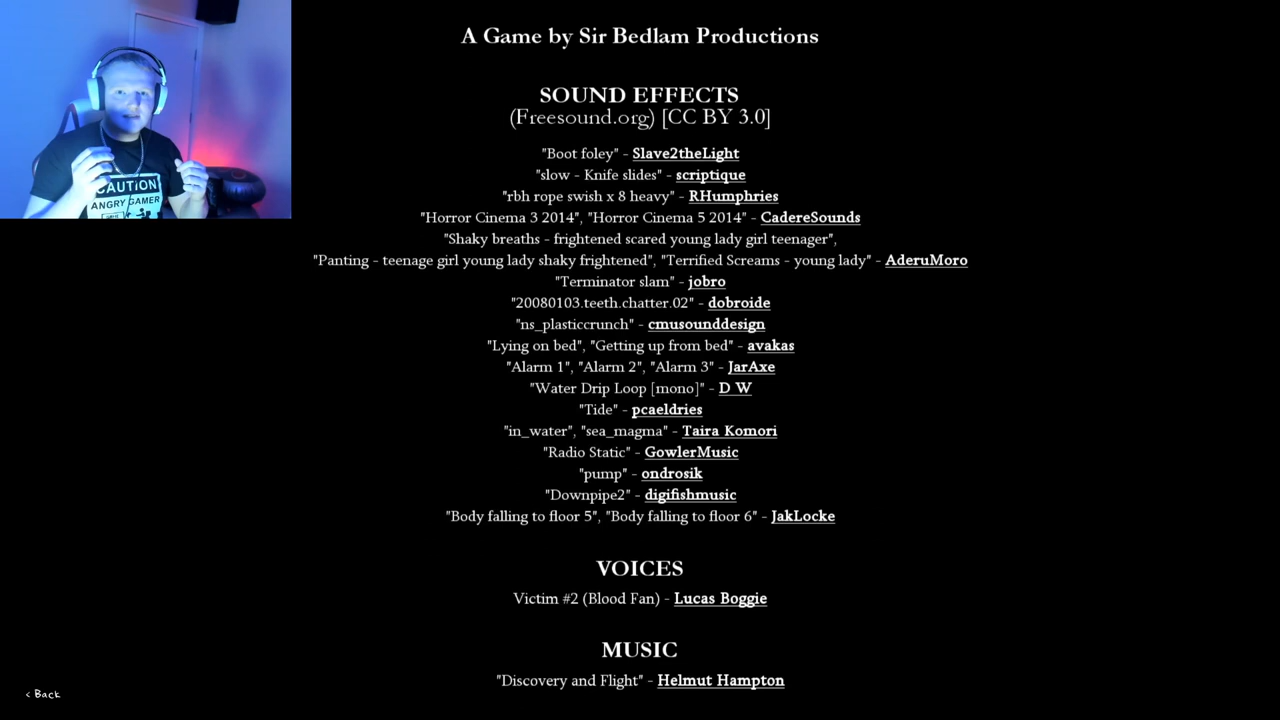 A Game by Sir Bedlam Productions
SOUND EFFECTS
(Freesound.org) [CC BY 3.0]
"Boot foley" - Slave2theLight
"slow - Knife slides" - scriptique
"rbh rope swish x 8 heavy" - RHumphries
"Horror Cinema 3 2014", "Horror Cinema 5 2014" - CadereSounds
"Shaky breaths - frightened scared young lady girl teenager",
"Panting - teenage girl young lady shaky frightened", "Terrified Screams - young lady" - AderuMoro
"Terminator slam" - jobro
"20080103.teeth.chatter.02" - dobroide
"ns_plasticcrunch" - cmusounddesign
"Lying on bed", "Getting up from bed" - avakas
"Alarm 1", "Alarm 2", "Alarm 3" - JarAxe
"Water Drip Loop [mono]" - D W
"Tide" - pcaeldries
"in_water", "sea_magma" - Taira Komori
"Radio Static" - GowlerMusic
"pump" - ondrosik
"Downpipe2" - digifishmusic
"Body falling to floor 5", "Body falling to floor 6" - JakLocke
VOICES
Victim #2 (Blood Fan) - Lucas Boggie
MUSIC
"Discovery and Flight" - Helmut Hampton
< Back
CAUTION
ANGRY GAMER